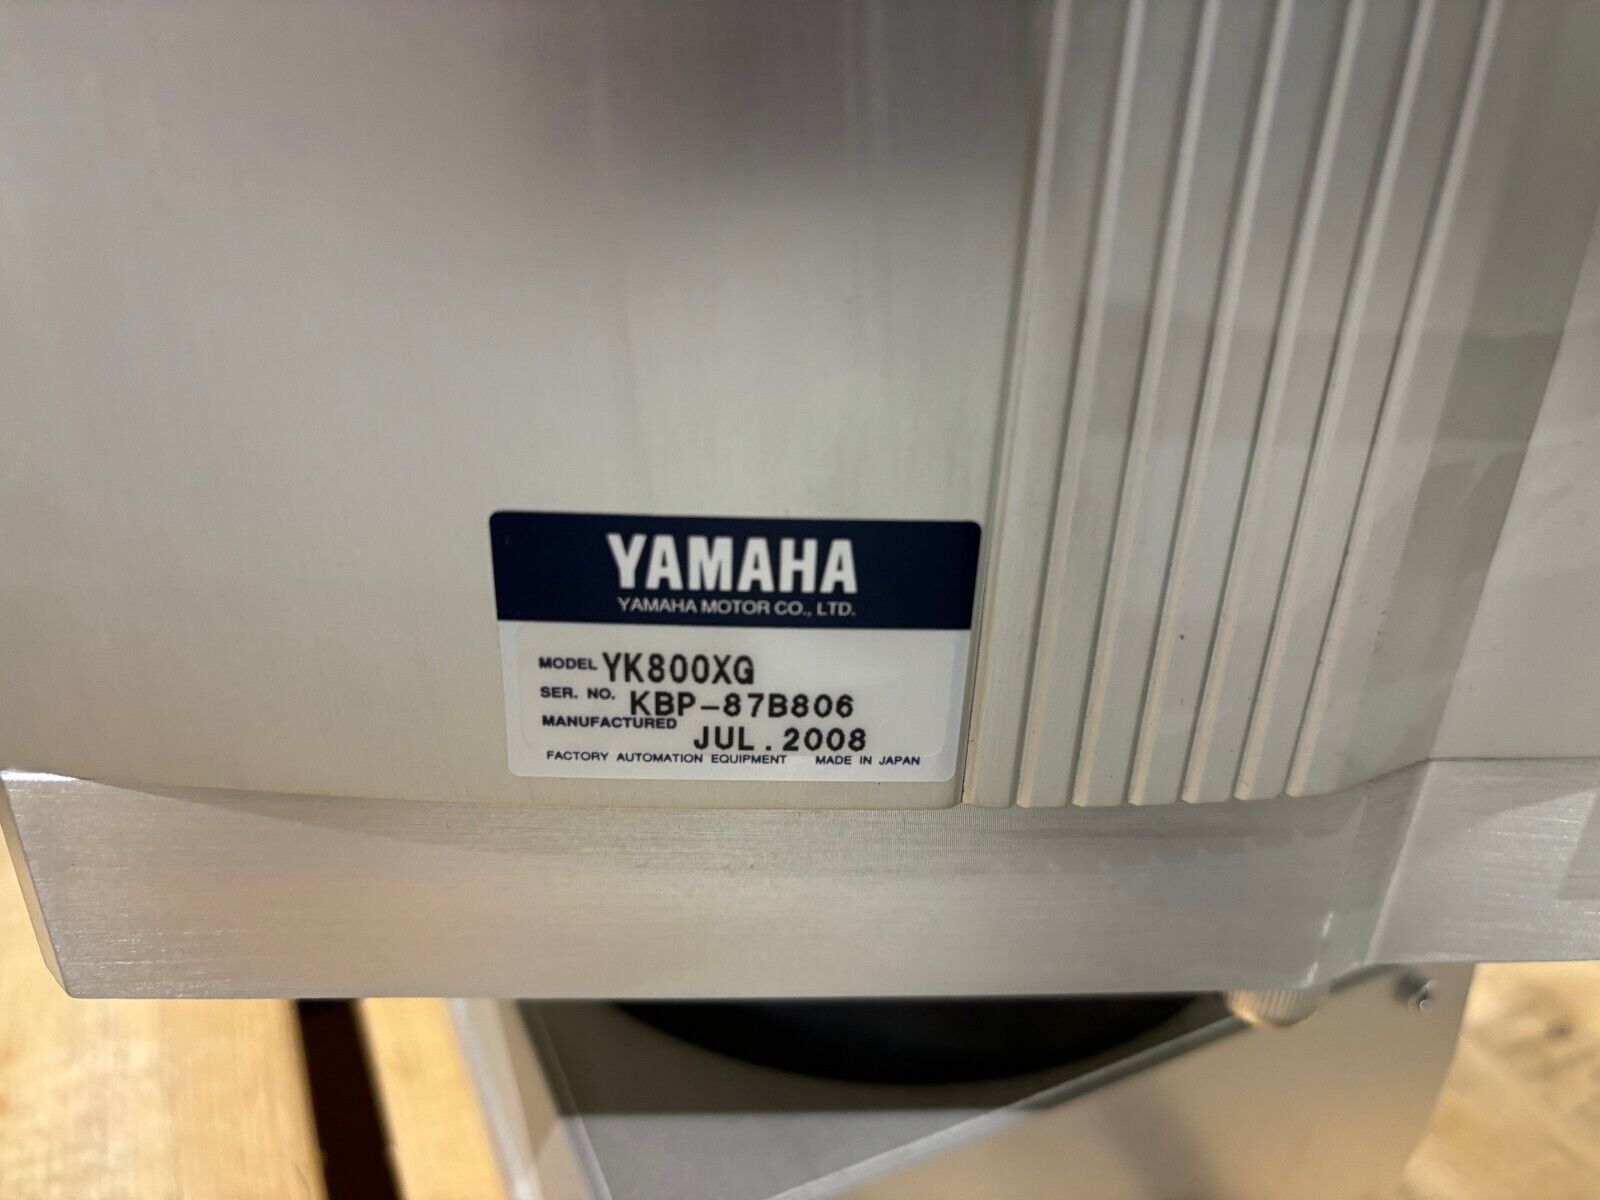 YAMAHA
YAMAHA MOTOR CO., LTD.
MODEL YK800XG
SER. NO. KBP-87B806
MANUFACTURED JUL.2008
FACTORY AUTOMATION EQUIPMENT MADE IN JAPAN